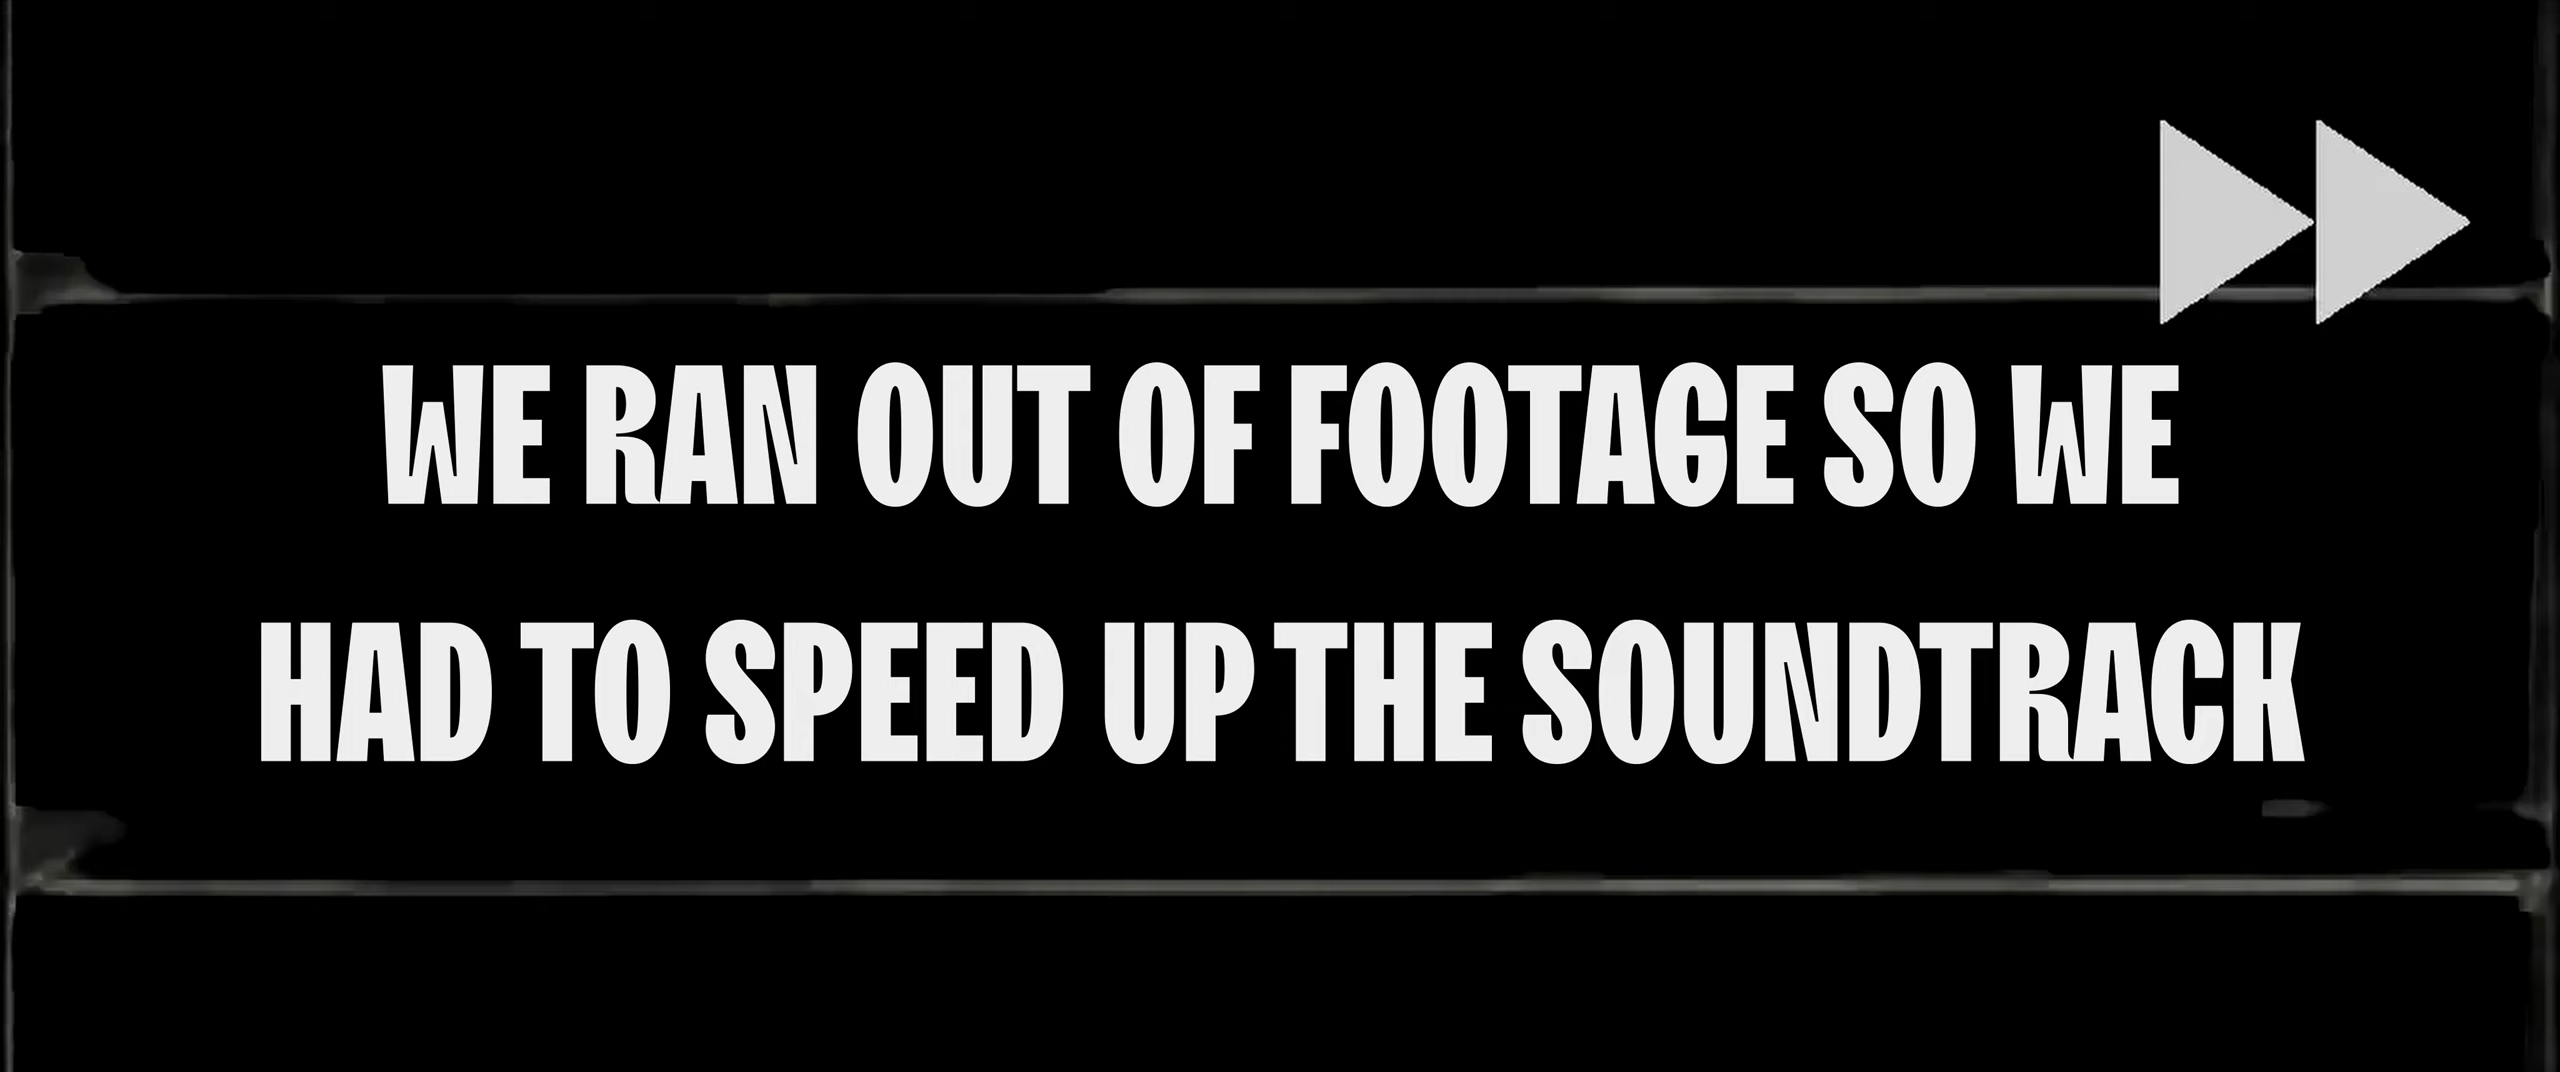 WE RAN OUT OF FOOTAGE SO WE
HAD TO SPEED UP THE SOUNDTRACK